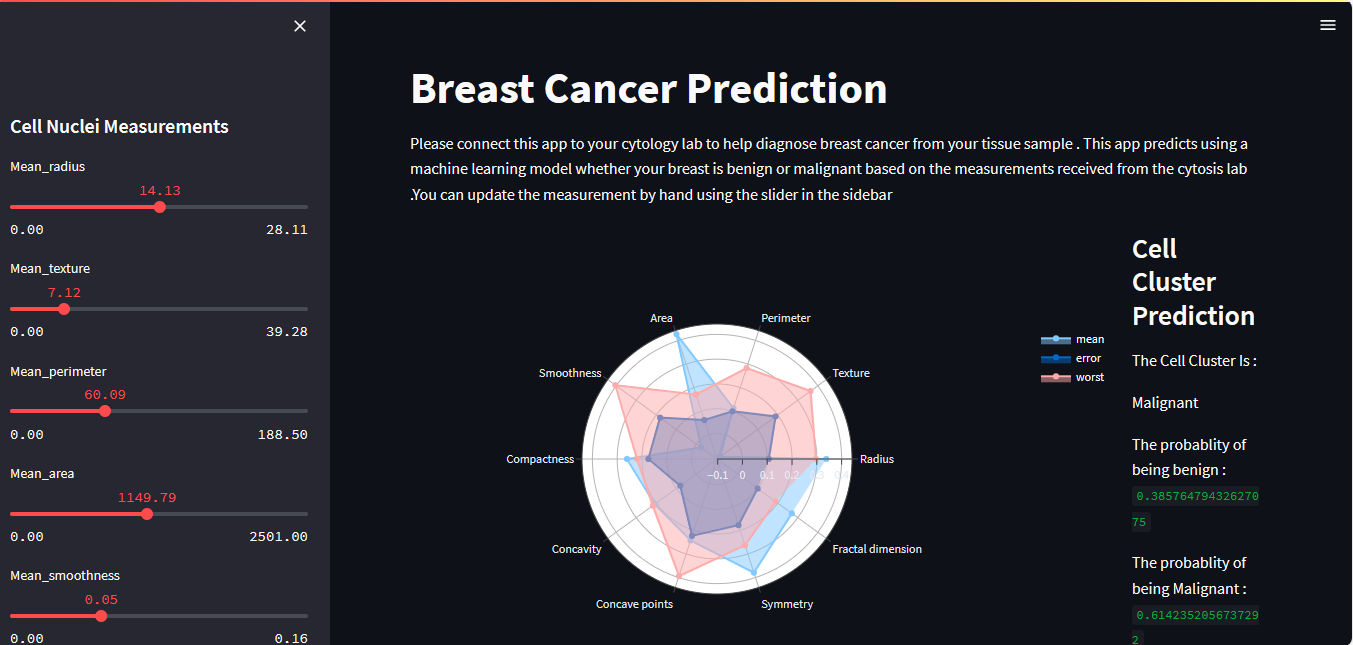 Cell Nuclei Measurements
Mean_radius
14.13
0.00 28.11
Mean_texture
7.12
0.00 39.28
Mean_perimeter
60.09
0.00 188.50
Mean_area
1149.79
0.00 2501.00
Mean_smoothness
0.05
0.00 0.16
Breast Cancer Prediction
Please connect this app to your cytology lab to help diagnose breast cancer from your tissue sample . This app predicts using a
machine learning model whether your breast is benign or malignant based on the measurements received from the cytosis lab
.You can update the measurement by hand using the slider in the sidebar
Area
Perimeter
Smoothness
Texture
Compactness
Radius
−0.1 0 0.1 0.2 0.3 0.4
Concavity
Fractal dimension
Concave points
Symmetry
mean
error
worst
Cell
Cluster
Prediction
The Cell Cluster Is :
Malignant
The probablity of
being benign :
0.385764794326270
75
The probablity of
being Malignant :
0.614235205673729
2